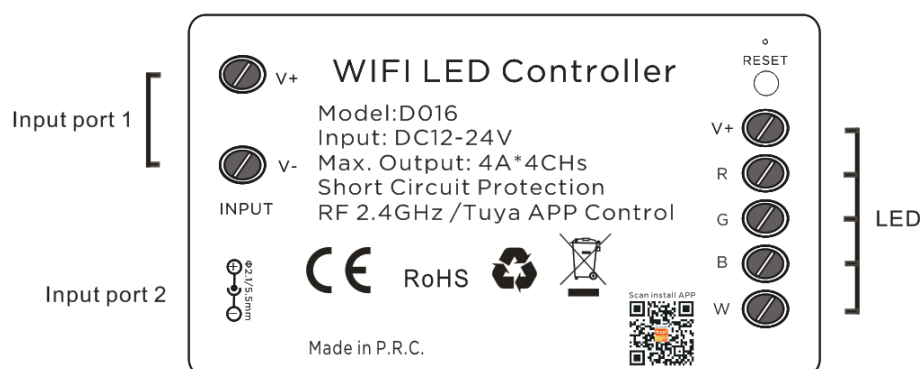 Input port 1
V+
V-
INPUT
Input port 2
Φ2.1/5.5mm
WIFI LED Controller
Model:D016
Input: DC12-24V
Max. Output: 4A*4CHs
Short Circuit Protection
RF 2.4GHz /Tuya APP Control
CE
RoHS
Made in P.R.C.
Scan install APP
RESET
V+
R
G
B
W
LED